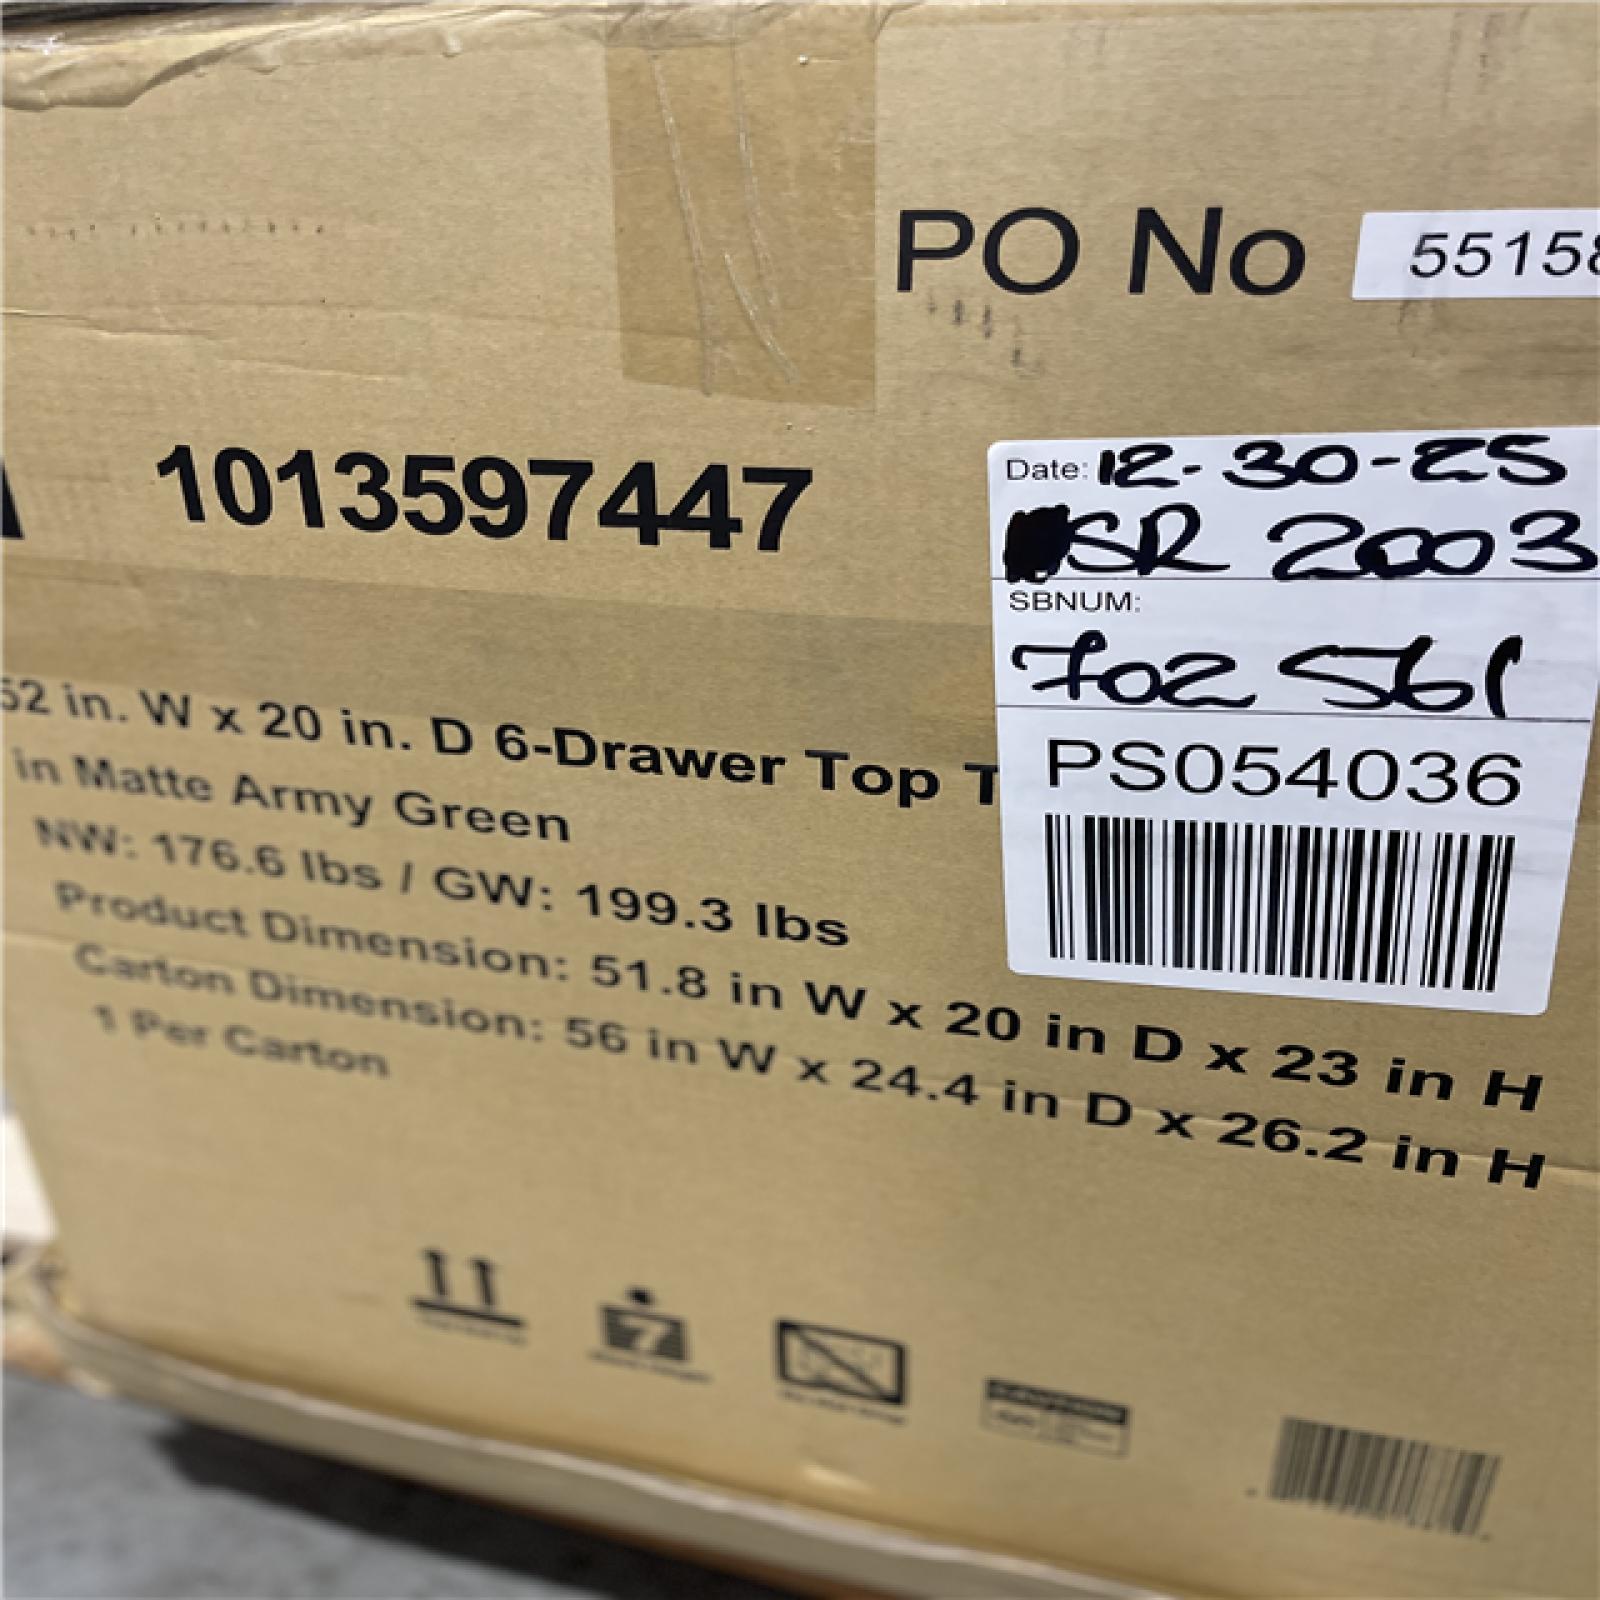 PO No 55158
1013597447
Date: 12-30-25
SR 2003
SBNUM:
702561
PS054036
52 in. W x 20 in. D 6-Drawer Top T
in Matte Army Green
NW: 176.6 lbs / GW: 199.3 lbs
Product Dimension: 51.8 in W x 20 in D x 23 in H
Carton Dimension: 56 in W x 24.4 in D x 26.2 in H
1 Per Carton
7